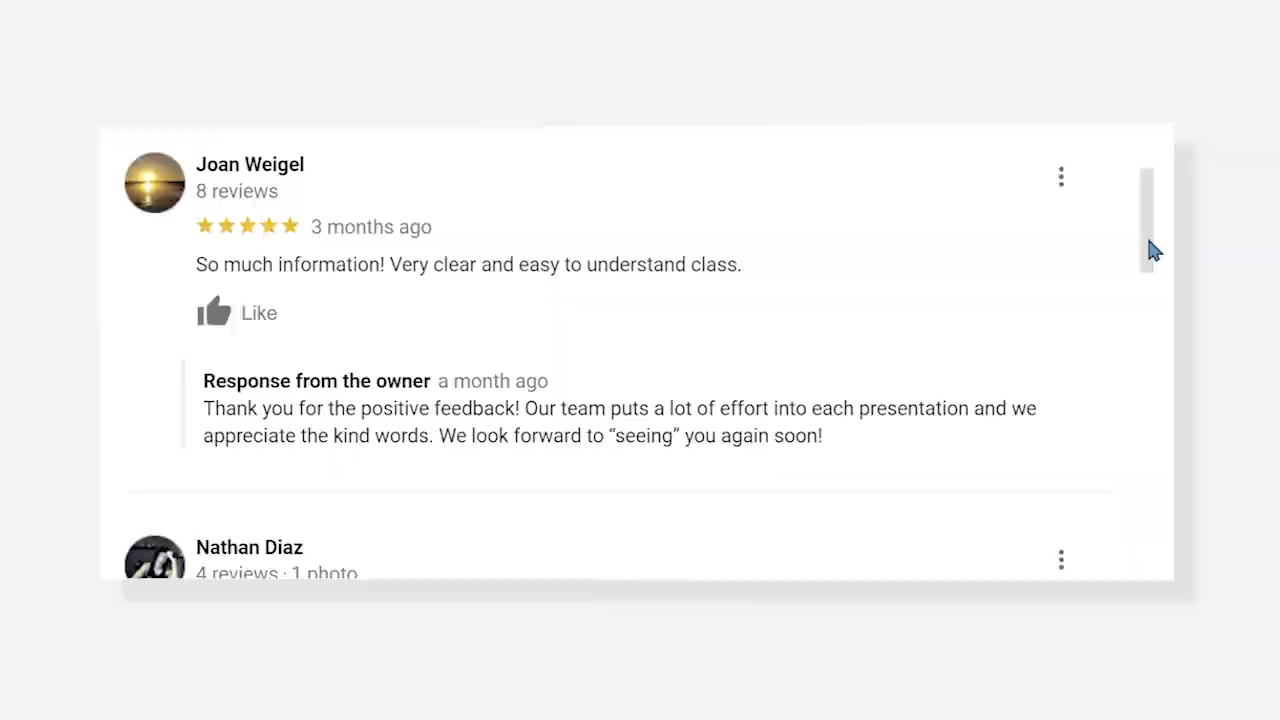 Joan Weigel
8 reviews
3 months ago
So much information! Very clear and easy to understand class.
Like
Response from the owner a month ago
Thank you for the positive feedback! Our team puts a lot of effort into each presentation and we
appreciate the kind words. We look forward to “seeing” you again soon!
Nathan Diaz
4 reviews · 1 photo